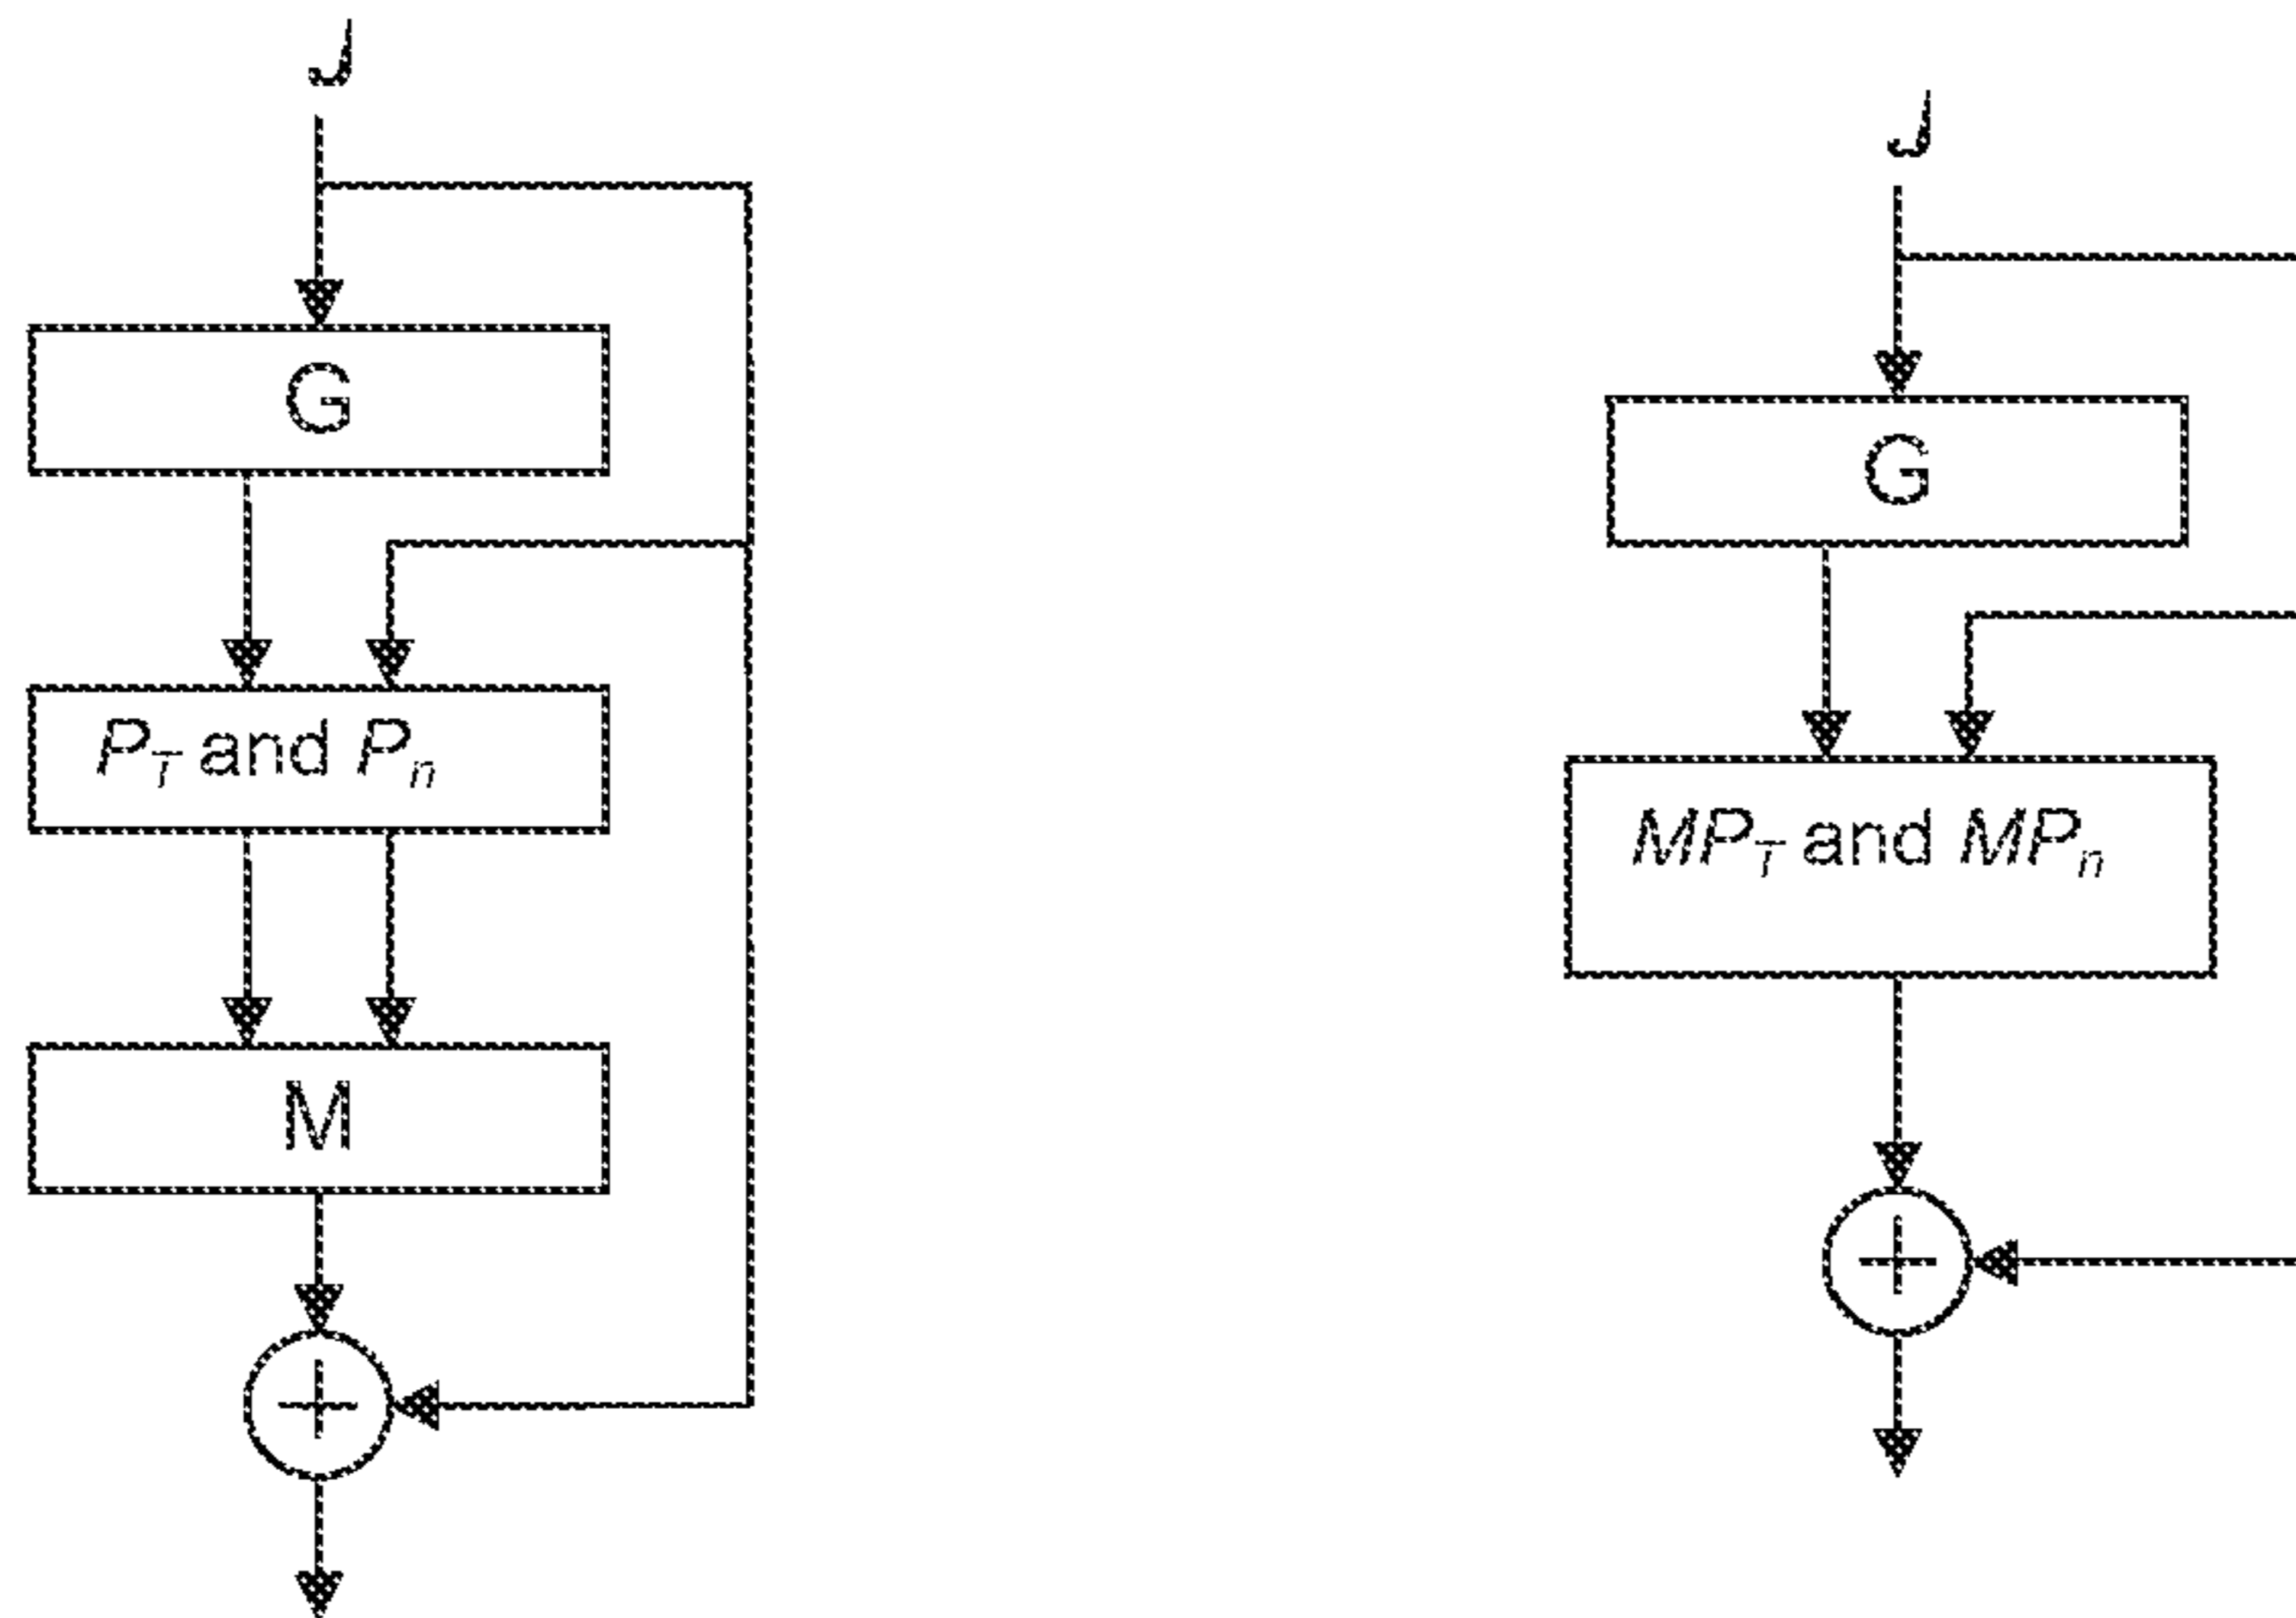 𝒥
G
P_T and P_n
M
+
𝒥
G
MP_T and MP_n
+